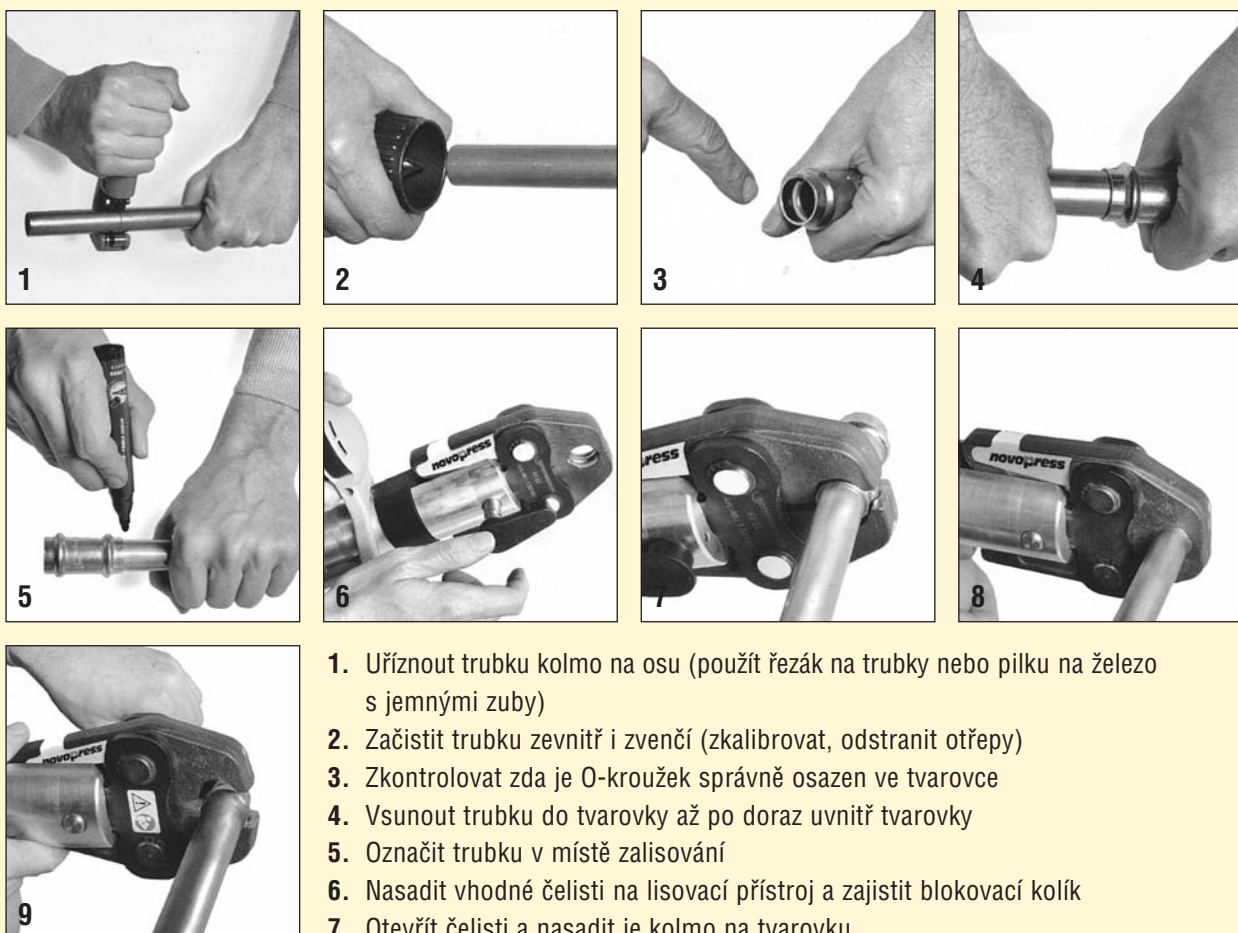 1
2
3
4
5
novopress
6
ress
7
novopress
8
novopress
9
1. Uříznout trubku kolmo na osu (použít řezák na trubky nebo pilku na železo
s jemnými zuby)
2. Začistit trubku zevnitř i zvenčí (zkalibrovat, odstranit otřepy)
3. Zkontrolovat zda je O-kroužek správně osazen ve tvarovce
4. Vsunout trubku do tvarovky až po doraz uvnitř tvarovky
5. Označit trubku v místě zalisování
6. Nasadit vhodné čelisti na lisovací přístroj a zajistit blokovací kolík
7. Otevřít čelisti a nasadit je kolmo na tvarovku